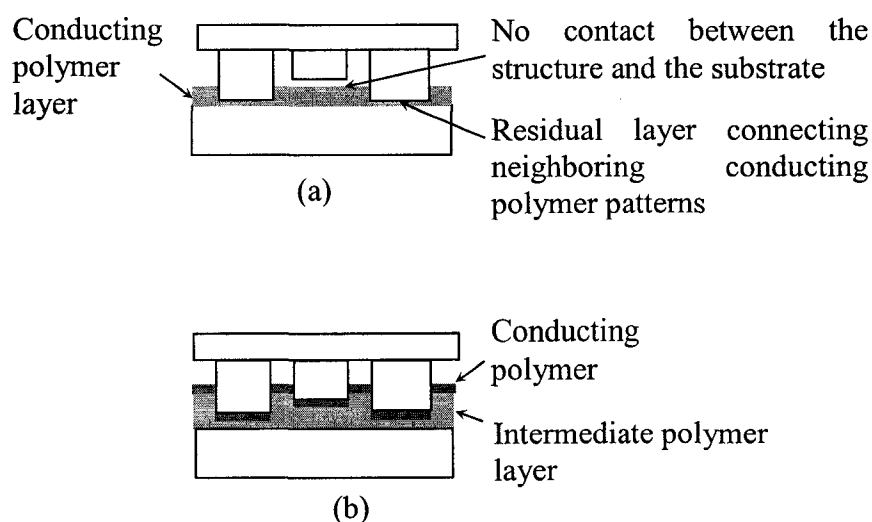 Conducting
polymer
layer
No contact between the
structure and the substrate
Residual layer connecting
neighboring conducting
polymer patterns
(a)
Conducting
polymer
Intermediate polymer
layer
(b)